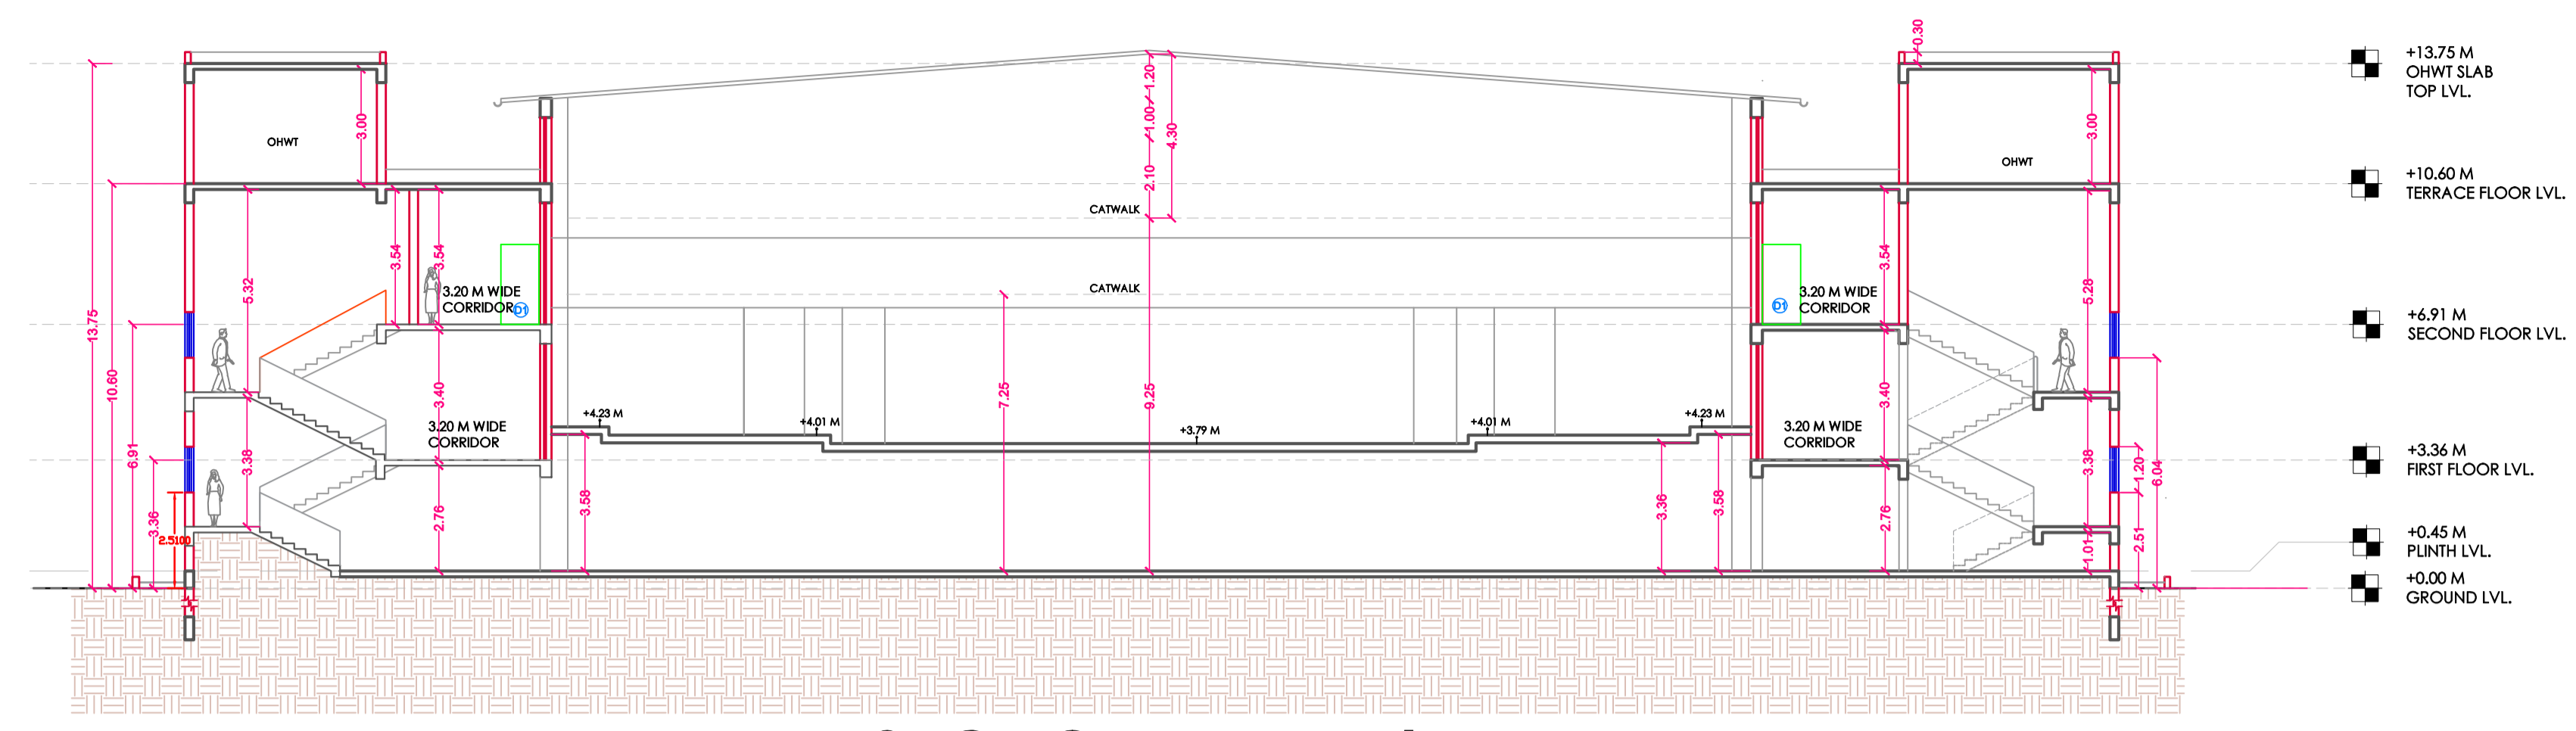 0.30
+13.75 M
OHWT SLAB
TOP LVL.
1.20
1.00
4.30
3.00
3.00
OHWT
OHWT
2.10
+10.60 M
TERRACE FLOOR LVL.
CATWALK
3.54
3.54
3.54
5.32
5.28
13.75
3.20 M WIDE
CORRIDOR
D1
CATWALK
D1
3.20 M WIDE
CORRIDOR
+6.91 M
SECOND FLOOR LVL.
10.60
3.40
7.25
9.25
3.40
+4.23 M
+4.01 M
+3.79 M
+4.01 M
+4.23 M
3.20 M WIDE
CORRIDOR
3.20 M WIDE
CORRIDOR
6.91
3.38
3.38
1.20
6.04
+3.36 M
FIRST FLOOR LVL.
3.36
2.5100
2.76
3.58
3.36
3.58
2.76
1.01
2.51
+0.45 M
PLINTH LVL.
+0.00 M
GROUND LVL.